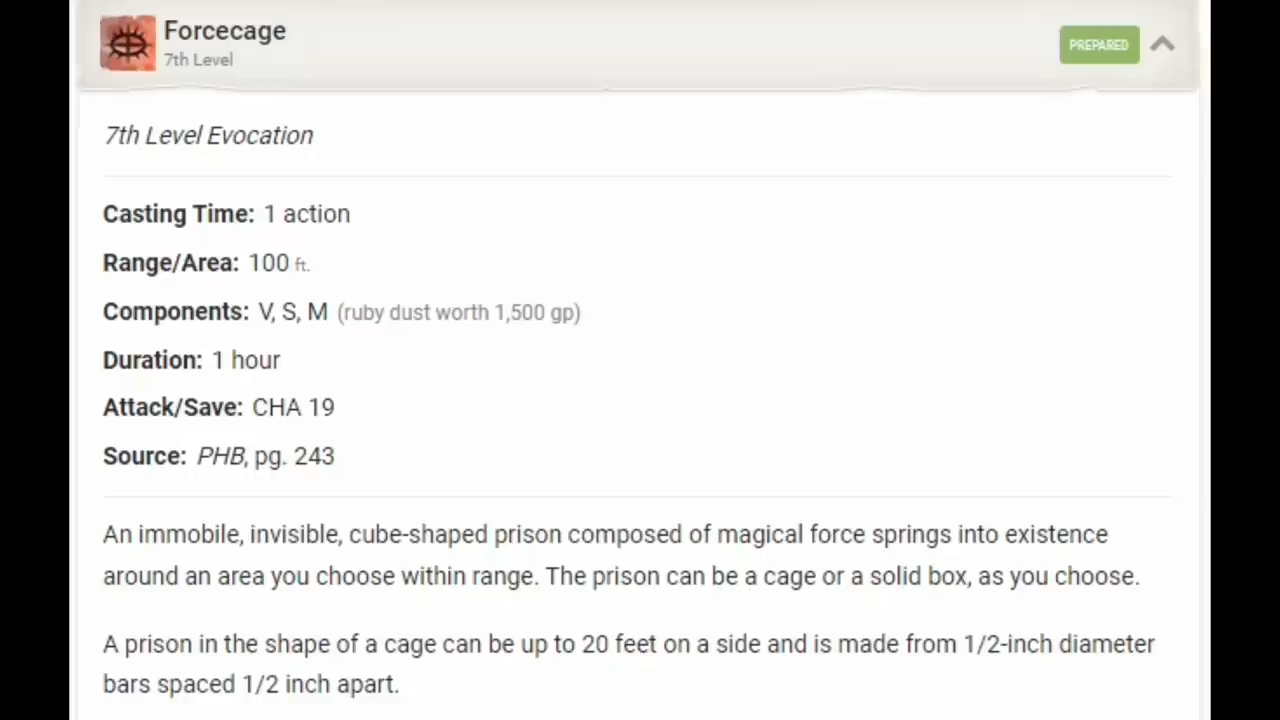 Forcecage
7th Level
PREPARED
7th Level Evocation
Casting Time: 1 action
Range/Area: 100 ft.
Components: V, S, M (ruby dust worth 1,500 gp)
Duration: 1 hour
Attack/Save: CHA 19
Source: PHB, pg. 243
An immobile, invisible, cube-shaped prison composed of magical force springs into existence
around an area you choose within range. The prison can be a cage or a solid box, as you choose.
A prison in the shape of a cage can be up to 20 feet on a side and is made from 1/2-inch diameter
bars spaced 1/2 inch apart.